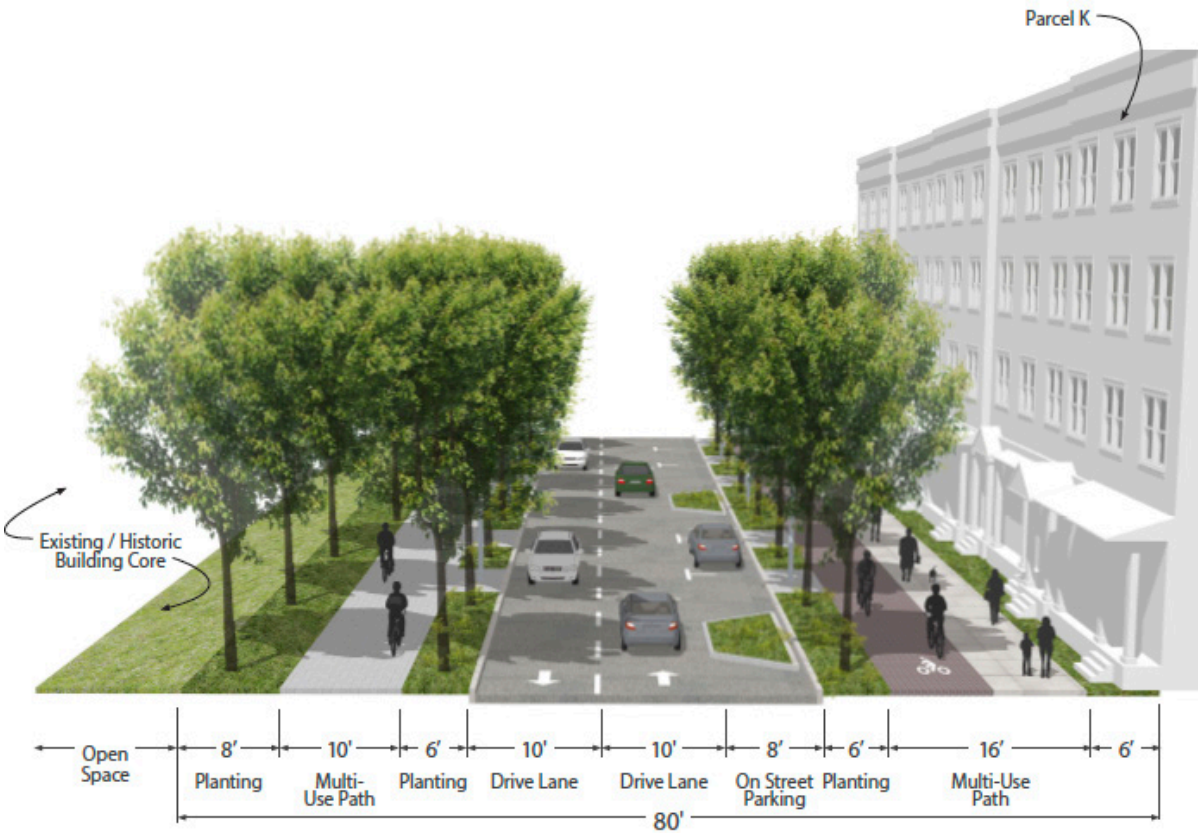 Parcel K
Existing / Historic
Building Core
Open
Space
8'
Planting
10'
Multi-
Use Path
6'
Planting
10'
Drive Lane
10'
Drive Lane
8'
On Street
Parking
6'
Planting
16'
Multi-Use
Path
6'
80'